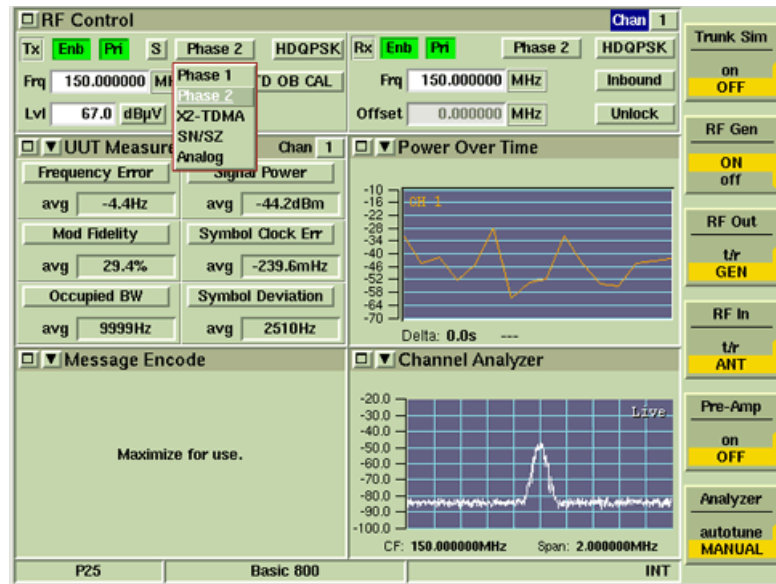 RF Control Chan 1
Tx Enb Pri S Phase 2 HDQPSK Rx Enb Pri Phase 2 HDQPSK
Frq 150.000000 TD OB CAL Frq 150.000000 MHz Inbound
Lvl 67.0 dBµV Offset 0.000000 MHz Unlock
Phase 1
Phase 2
X2-TDMA
SN/SZ
Analog
UUT Measure Chan 1
Frequency Error Signal Power
avg -4.4Hz avg -44.2dBm
Mod Fidelity Symbol Clock Err
avg 29.4% avg -239.6mHz
Occupied BW Symbol Deviation
avg 9999Hz avg 2510Hz
Power Over Time
-10
-16
-22
-28
-34
-40
-46
-52
-58
-64
-70
CH 1
Delta: 0.0s ---
Message Encode
Maximize for use.
Channel Analyzer
-20.0
-30.0
-40.0
-50.0
-60.0
-70.0
-80.0
-90.0
-100.0
Live
CF: 150.000000MHz Span: 2.000000MHz
P25 Basic 800 INT
Trunk Sim
on
OFF
RF Gen
ON
off
RF Out
t/r
GEN
RF In
t/r
ANT
Pre-Amp
on
OFF
Analyzer
autotune
MANUAL